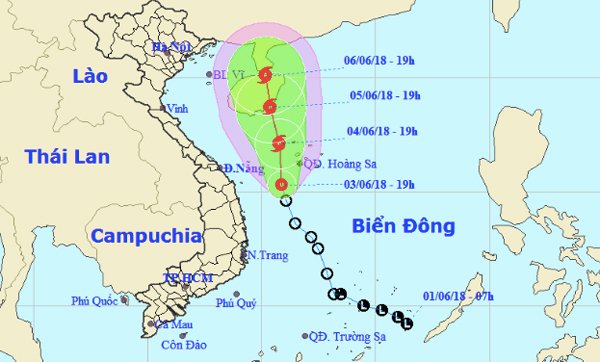 Hà Nội
Lào
BL Vĩ
06/06/18 - 19h
05/06/18 - 19h
Vinh
04/06/18 - 19h
Thái Lan
Đ.Nẵng
QĐ. Hoàng Sa
03/06/18 - 19h
Campuchia
Biển Đông
N.Trang
TP.HCM
Phú Quốc
Phú Quý
01/06/18 - 07h
Cà Mau
Côn Đảo
QĐ. Trường Sa